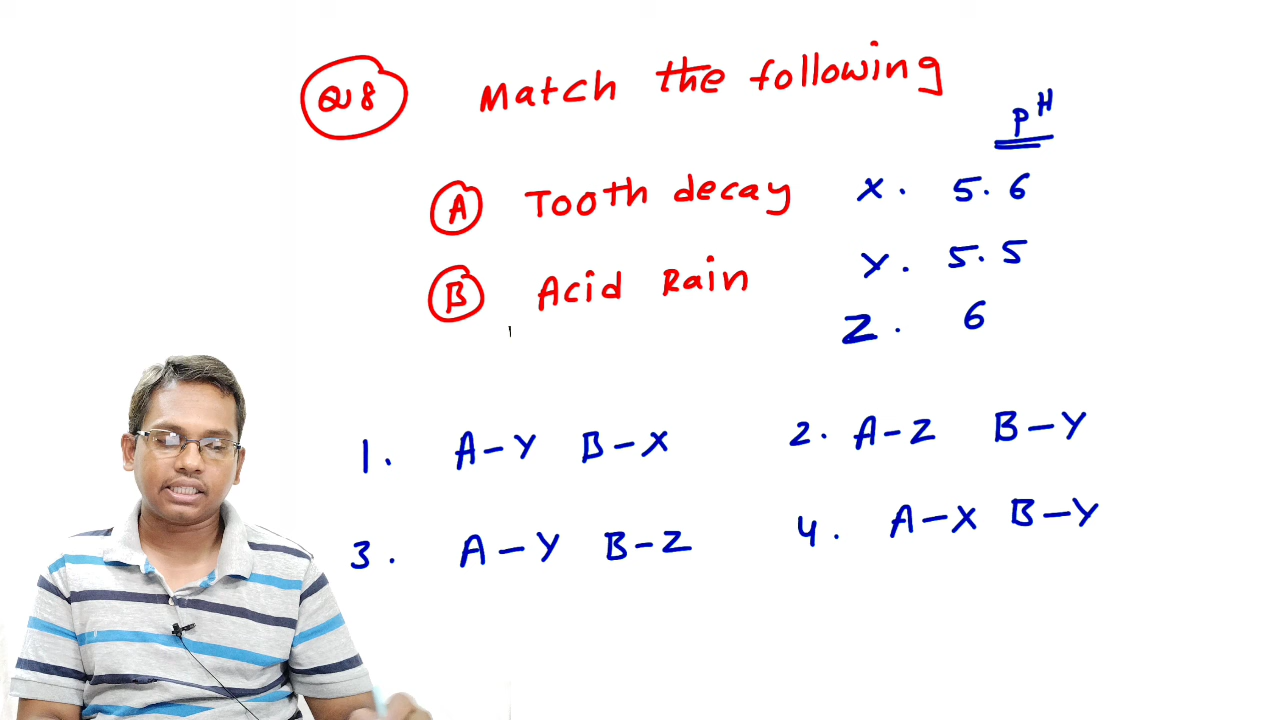 Q8 Match the following
pH
A Tooth decay X. 5.6
B Acid Rain Y. 5.5
Z. 6
1. A-Y B-X 2. A-Z B-Y
3. A-Y B-Z 4. A-X B-Y